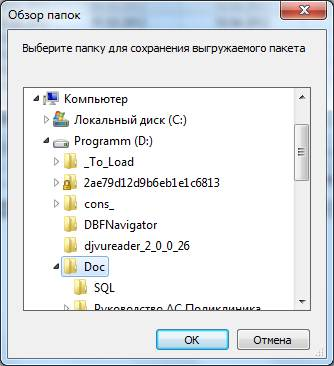 Обзор папок
Выберите папку для сохранения выгружаемого пакета
Компьютер
Локальный диск (C:)
Programm (D:)
_To_Load
2ae79d12d9b6eb1e1c6813
cons_
DBFNavigator
djvureader_2_0_0_26
Doc
SQL
Руководство АС Поликлиника
OK
Отмена